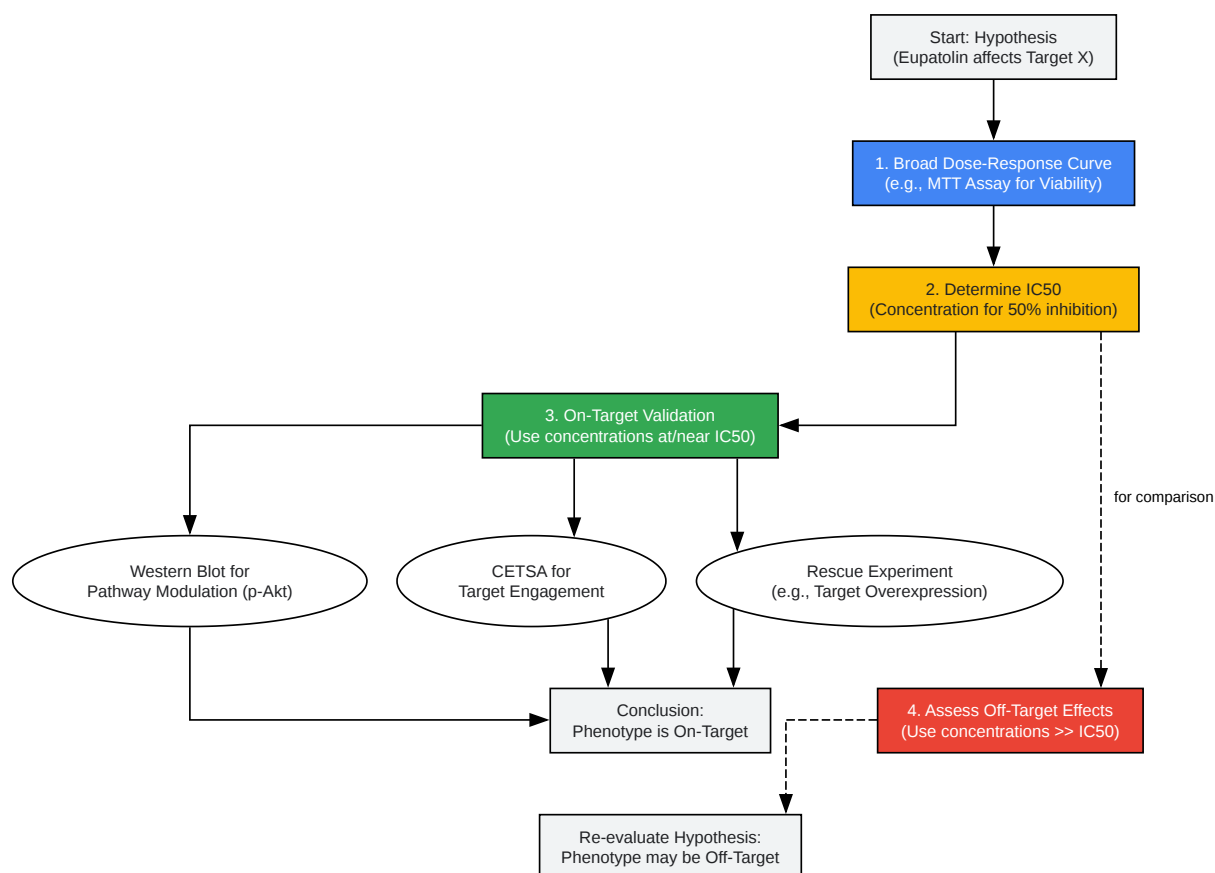 Start: Hypothesis
(Eupatolin affects Target X)
1. Broad Dose-Response Curve
(e.g., MTT Assay for Viability)
2. Determine IC50
(Concentration for 50% inhibition)
3. On-Target Validation
(Use concentrations at/near IC50)
for comparison
Western Blot for
Pathway Modulation (p-Akt)
CETSA for
Target Engagement
Rescue Experiment
(e.g., Target Overexpression)
Conclusion:
Phenotype is On-Target
4. Assess Off-Target Effects
(Use concentrations >> IC50)
Re-evaluate Hypothesis:
Phenotype may be Off-Target